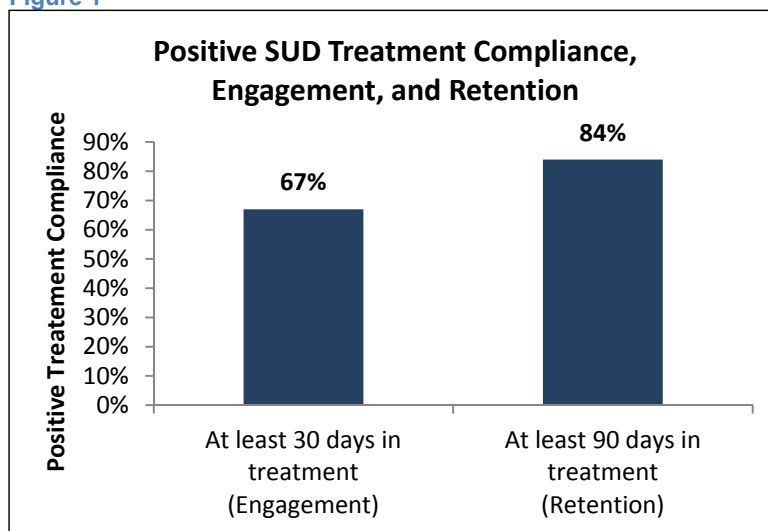 Figure 1
Positive SUD Treatment Compliance,
Engagement, and Retention
Positive Treatement Compliance
90%
80%
70%
60%
50%
40%
30%
20%
10%
0%
67%
84%
At least 30 days in
treatment
(Engagement)
At least 90 days in
treatment
(Retention)